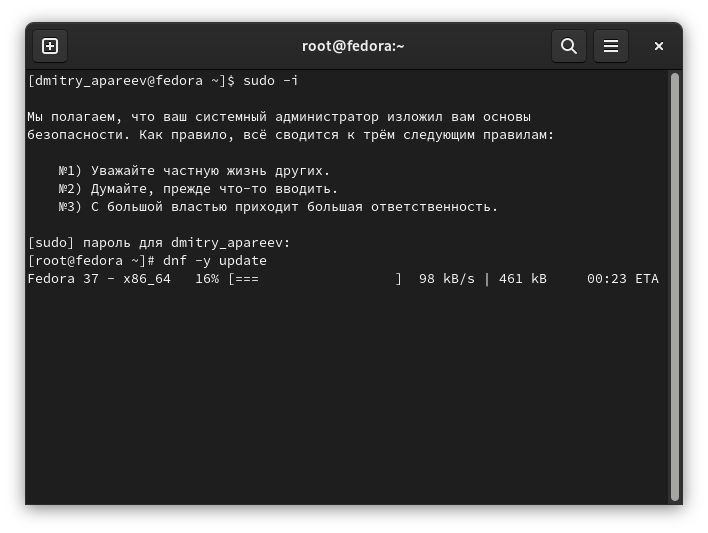 root@fedora:~
[dmitry_apareev@fedora ~]$ sudo -i
Мы полагаем, что ваш системный администратор изложил вам основы
безопасности. Как правило, всё сводится к трём следующим правилам:
№1) Уважайте частную жизнь других.
№2) Думайте, прежде что-то вводить.
№3) С большой властью приходит большая ответственность.
[sudo] пароль для dmitry_apareev:
[root@fedora ~]# dnf -y update
Fedora 37 - x86_64   16% [===                 ]  98 kB/s | 461 kB     00:23 ETA